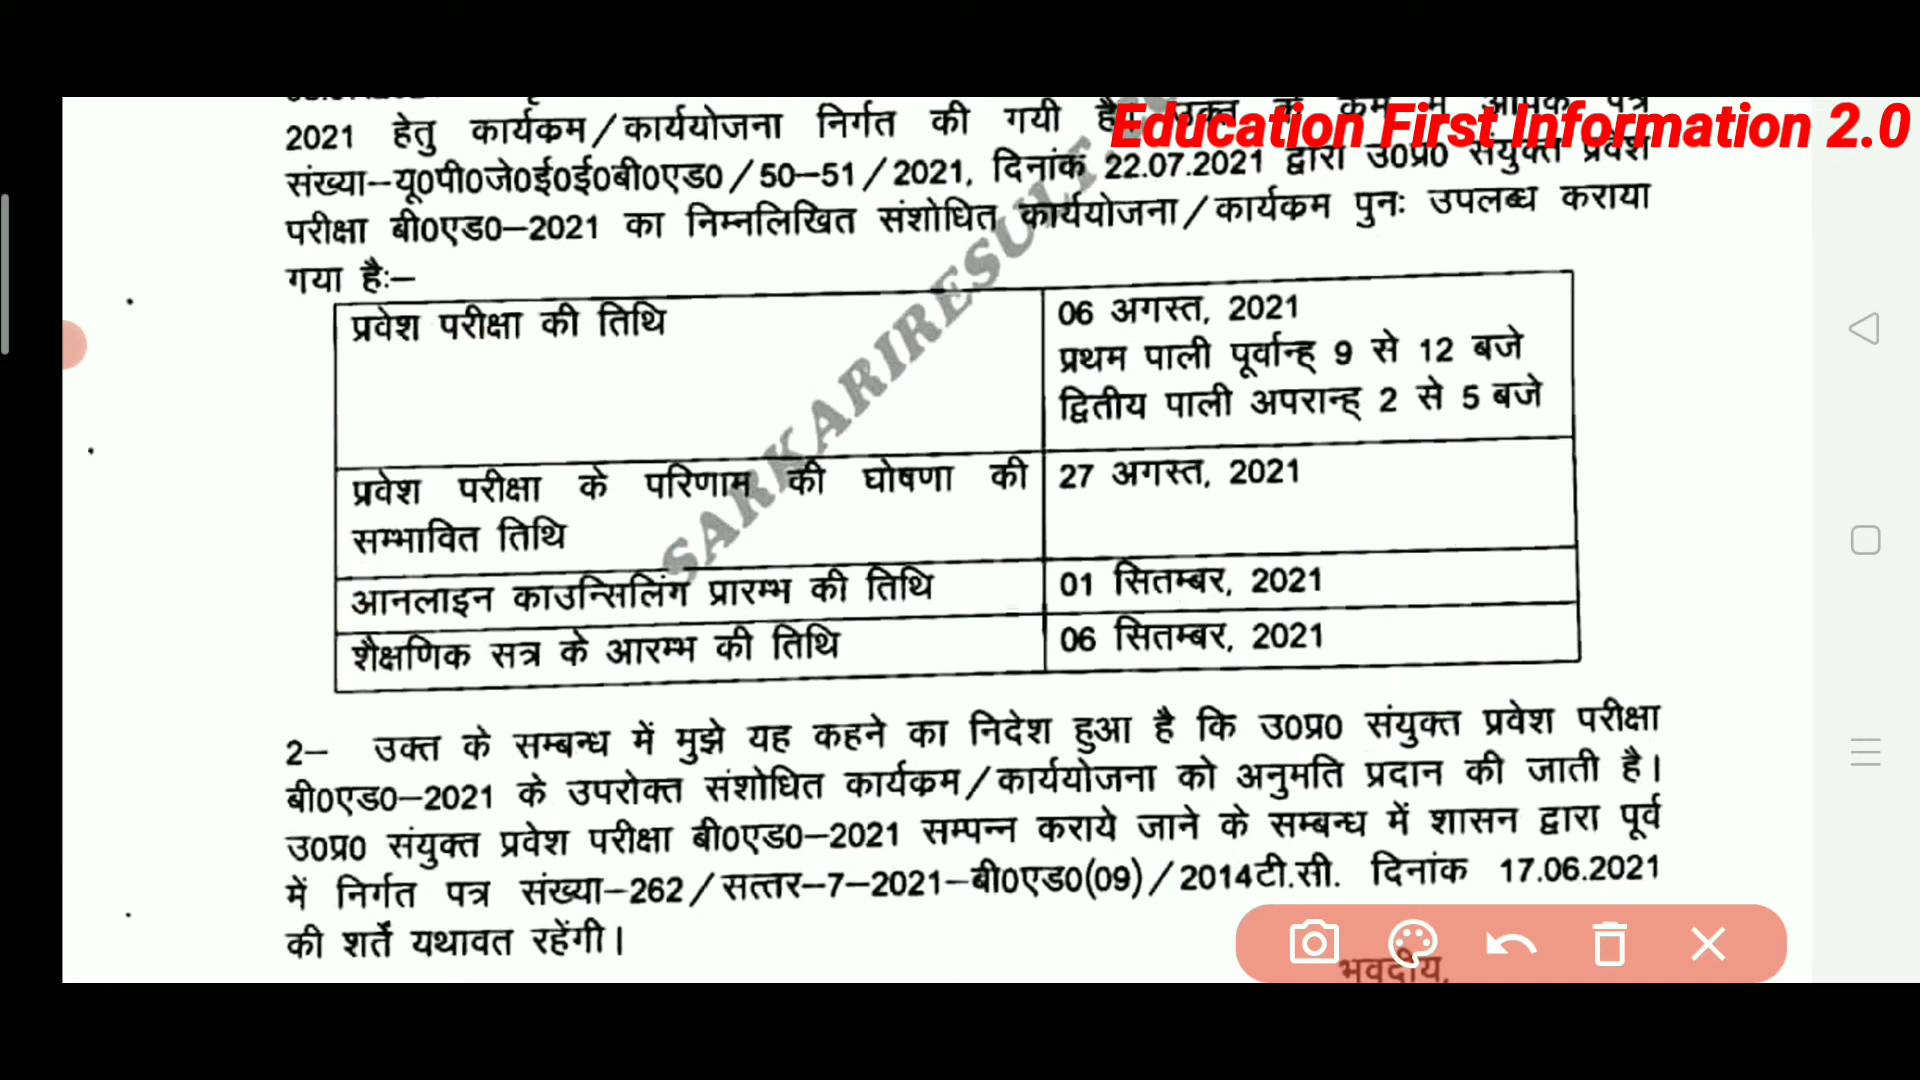 2021 हेतु कार्यक्रम/कार्ययोजना निर्गत की गयी है। उक्त के क्रम में आपके पत्र
Education First Information 2.0
संख्या–यू0पी0जे0ई0ई0बी0एड0/50–51/2021, दिनांक 22.07.2021 द्वारा उ0प्र0 संयुक्त प्रवेश
परीक्षा बी0एड0–2021 का निम्नलिखित संशोधित कार्ययोजना/कार्यक्रम पुनः उपलब्ध कराया
गया हैः–
SARKARIRESULT
प्रवेश परीक्षा की तिथि
06 अगस्त, 2021
प्रथम पाली पूर्वान्ह् 9 से 12 बजे
द्वितीय पाली अपरान्ह् 2 से 5 बजे
प्रवेश परीक्षा के परिणाम की घोषणा की
सम्भावित तिथि
27 अगस्त, 2021
आनलाइन काउन्सिलिंग प्रारम्भ की तिथि
01 सितम्बर, 2021
शैक्षणिक सत्र के आरम्भ की तिथि
06 सितम्बर, 2021
2– उक्त के सम्बन्ध में मुझे यह कहने का निदेश हुआ है कि उ0प्र0 संयुक्त प्रवेश परीक्षा
बी0एड0–2021 के उपरोक्त संशोधित कार्यक्रम/कार्ययोजना को अनुमति प्रदान की जाती है।
उ0प्र0 संयुक्त प्रवेश परीक्षा बी0एड0–2021 सम्पन्न कराये जाने के सम्बन्ध में शासन द्वारा पूर्व
में निर्गत पत्र संख्या–262/सत्तर–7–2021–बी0एड0(09)/2014टी.सी. दिनांक 17.06.2021
की शर्तें यथावत रहेंगी।
भवदीय,